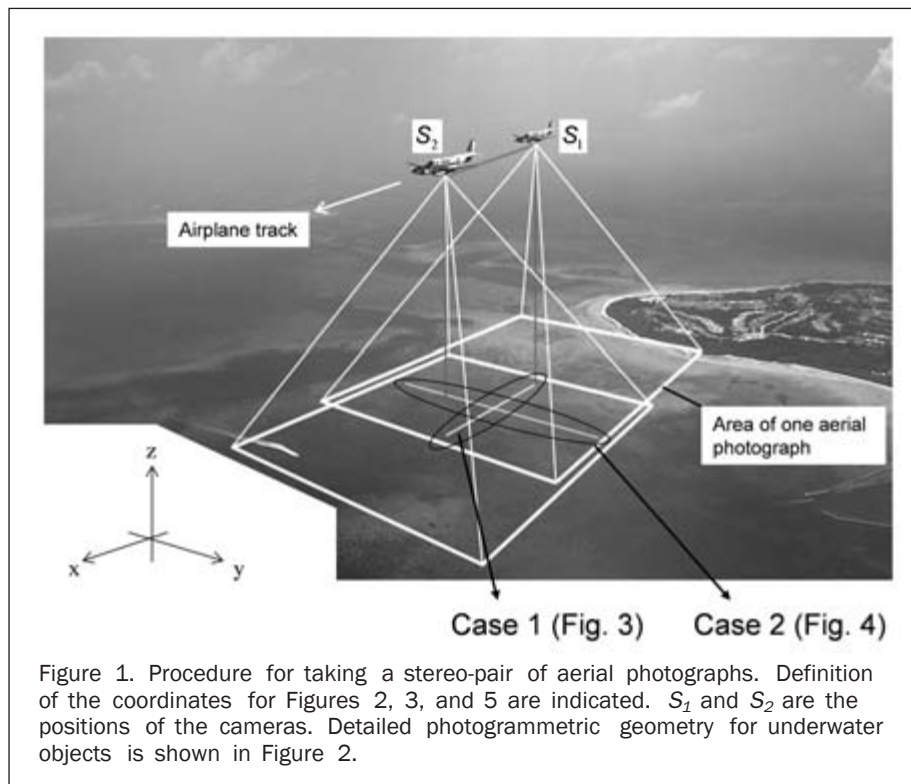 S₂
S₁
Airplane track
Area of one aerial
photograph
z
x
y
Case 1 (Fig. 3)
Case 2 (Fig. 4)
Figure 1. Procedure for taking a stereo-pair of aerial photographs. Definition
of the coordinates for Figures 2, 3, and 5 are indicated. S₁ and S₂ are the
positions of the cameras. Detailed photogrammetric geometry for underwater
objects is shown in Figure 2.